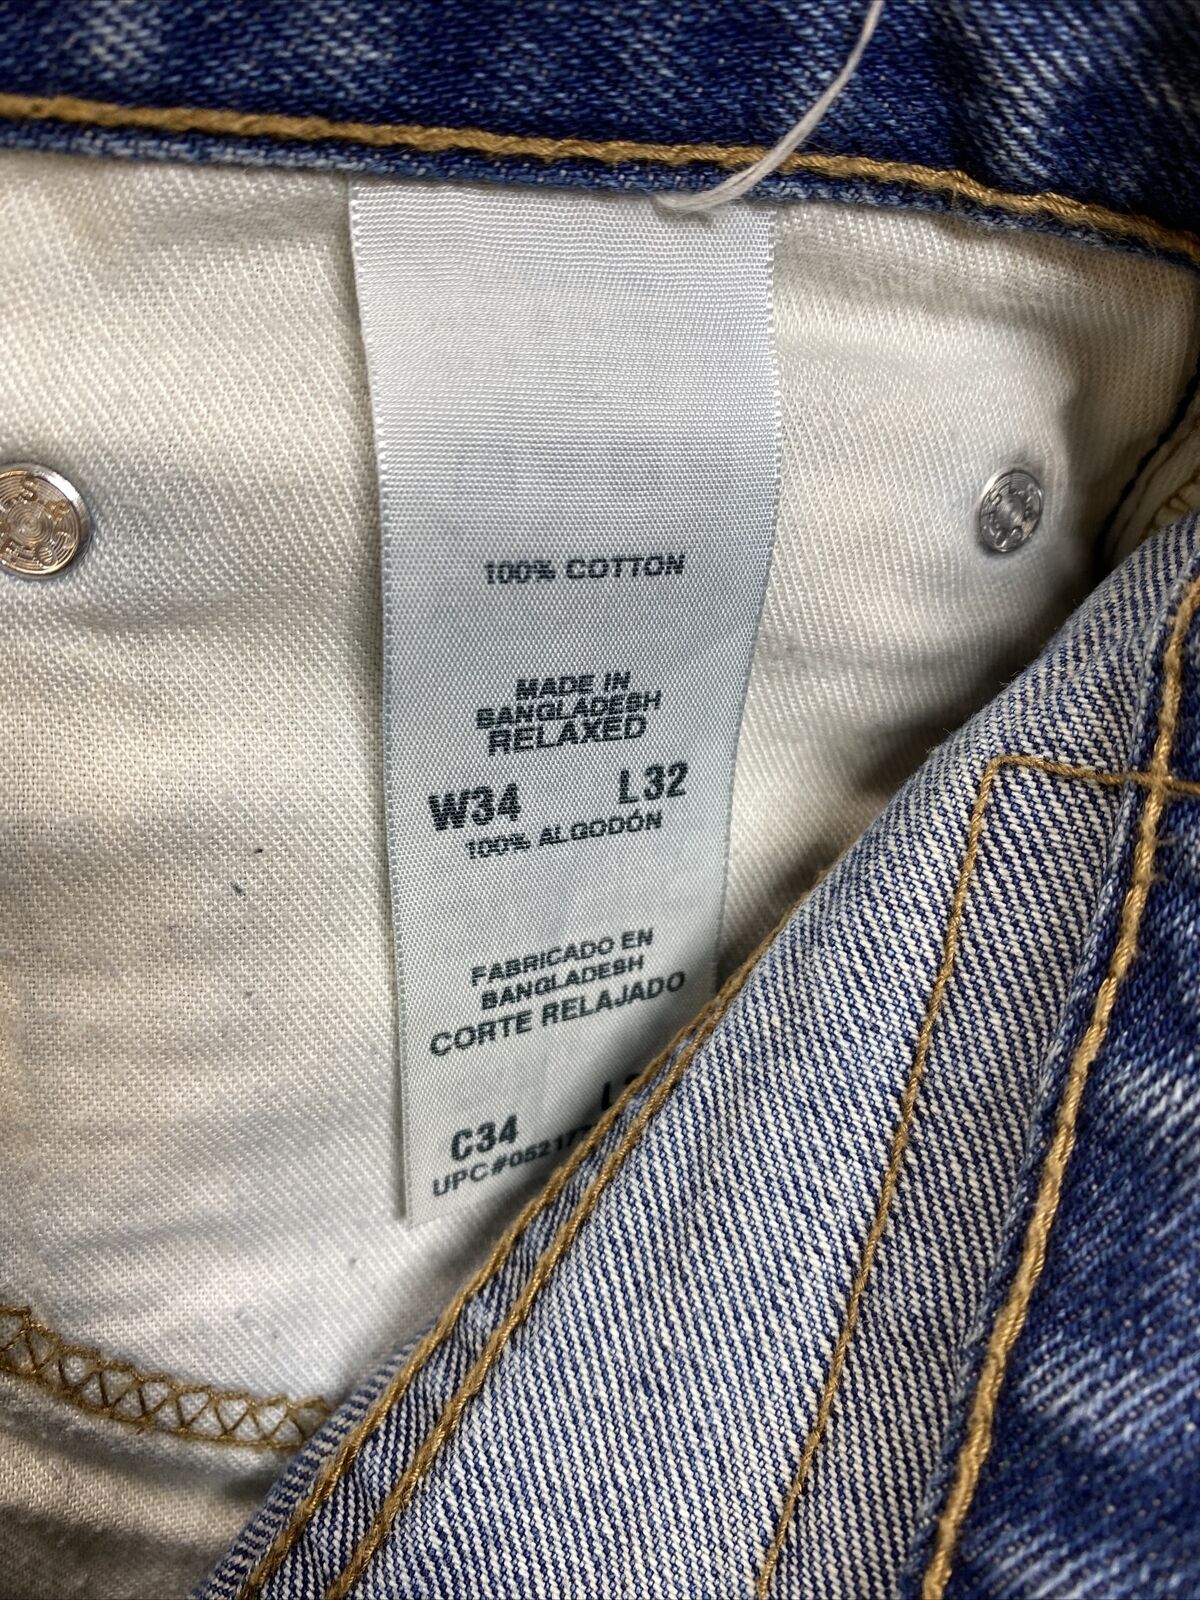 100% COTTON
MADE IN
BANGLADESH
RELAXED
W34 L32
100% ALGODÓN
FABRICADO EN
BANGLADESH
CORTE RELAJADO
C34